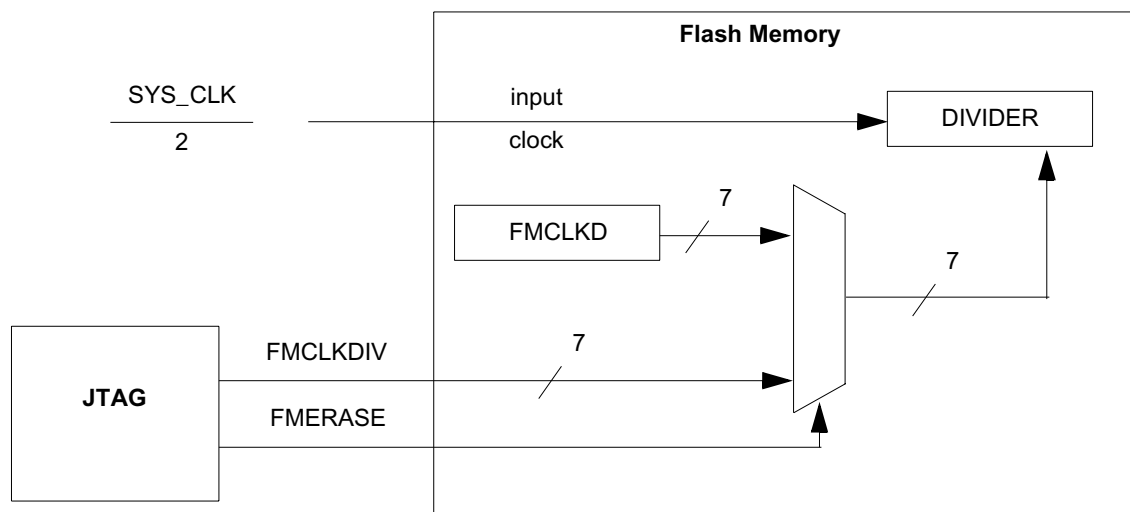 Flash Memory
SYS_CLK
2
input
clock
DIVIDER
7
FMCLKD
7
FMCLKDIV
7
JTAG
FMERASE